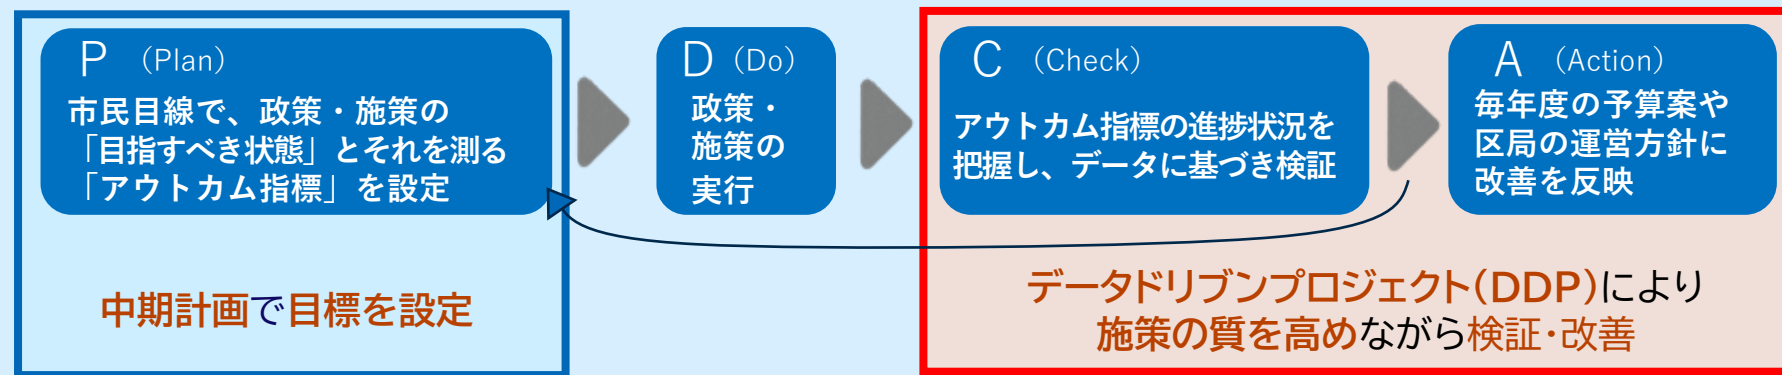 P （Plan）
市民目線で、政策・施策の
「目指すべき状態」とそれを測る
「アウトカム指標」を設定
中期計画で目標を設定
D （Do）
政策・
施策の
実行
C （Check）
アウトカム指標の進捗状況を
把握し、データに基づき検証
A （Action）
毎年度の予算案や
区局の運営方針に
改善を反映
データドリブンプロジェクト（DDP）により
施策の質を高めながら検証・改善